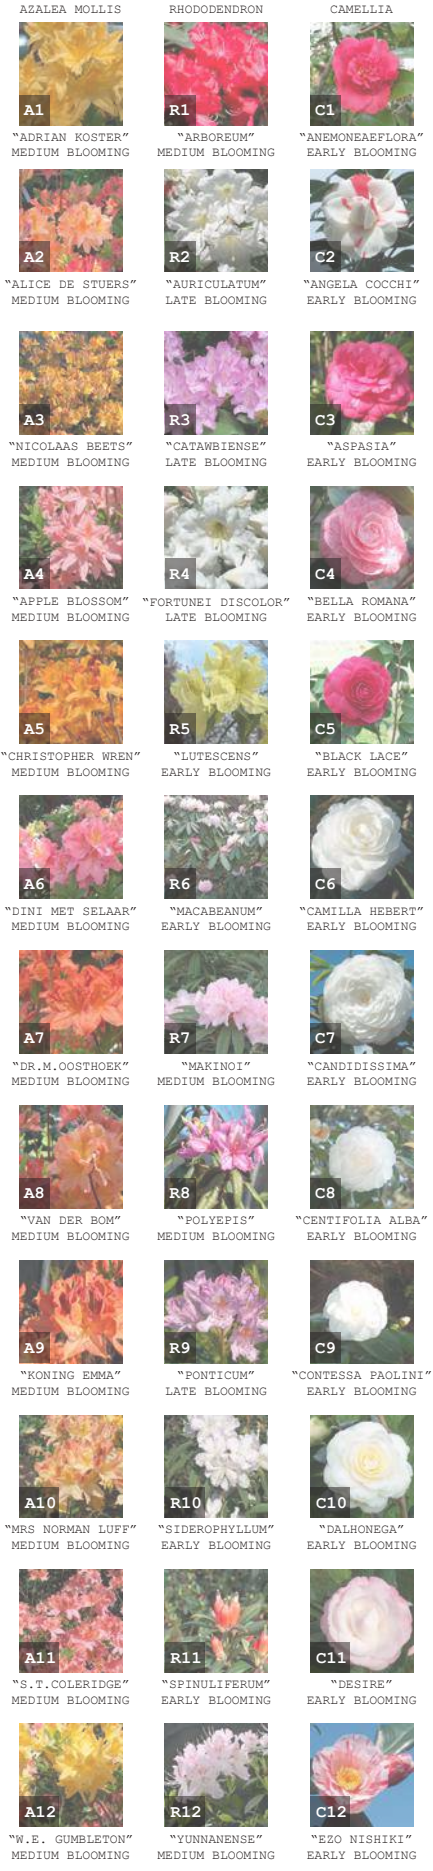 AZALEA MOLLIS RHODODENDRON CAMELLIA
A1 R1 C1
“ADRIAN KOSTER” “ARBOREUM” “ANEMONEAEFLORA”
MEDIUM BLOOMING MEDIUM BLOOMING EARLY BLOOMING
A2 R2 C2
“ALICE DE STUERS” “AURICULATUM” “ANGELA COCCHI”
MEDIUM BLOOMING LATE BLOOMING EARLY BLOOMING
A3 R3 C3
“NICOLAAS BEETS” “CATAWBIENSE” “ASPASIA”
MEDIUM BLOOMING LATE BLOOMING EARLY BLOOMING
A4 R4 C4
“APPLE BLOSSOM” “FORTUNEI DISCOLOR” “BELLA ROMANA”
MEDIUM BLOOMING LATE BLOOMING EARLY BLOOMING
A5 R5 C5
“CHRISTOPHER WREN” “LUTESCENS” “BLACK LACE”
MEDIUM BLOOMING EARLY BLOOMING EARLY BLOOMING
A6 R6 C6
“DINI MET SELAAR” “MACABEANUM” “CAMILLA HEBERT”
MEDIUM BLOOMING EARLY BLOOMING EARLY BLOOMING
A7 R7 C7
“DR.M.OOSTHOEK” “MAKINOI” “CANDIDISSIMA”
MEDIUM BLOOMING MEDIUM BLOOMING EARLY BLOOMING
A8 R8 C8
“VAN DER BOM” “POLYEPIS” “CENTIFOLIA ALBA”
MEDIUM BLOOMING MEDIUM BLOOMING EARLY BLOOMING
A9 R9 C9
“KONING EMMA” “PONTICUM” “CONTESSA PAOLINI”
MEDIUM BLOOMING LATE BLOOMING EARLY BLOOMING
A10 R10 C10
“MRS NORMAN LUFF” “SIDEROPHYLLUM” “DALHONEGA”
MEDIUM BLOOMING EARLY BLOOMING EARLY BLOOMING
A11 R11 C11
“S.T.COLERIDGE” “SPINULIFERUM” “DESIRE”
MEDIUM BLOOMING EARLY BLOOMING EARLY BLOOMING
A12 R12 C12
“W.E. GUMBLETON” “YUNNANENSE” “EZO NISHIKI”
MEDIUM BLOOMING MEDIUM BLOOMING EARLY BLOOMING